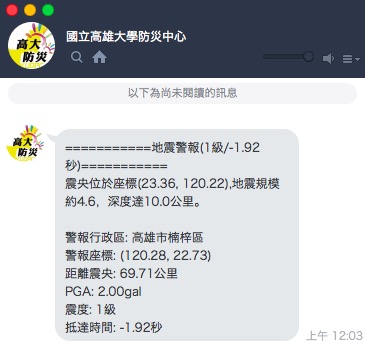 高大
防災
國立高雄大學防災中心
以下為尚未閱讀的訊息
高大
防災
===========地震警報(1級/-1.92
秒)===========
震央位於座標(23.36, 120.22),地震規模
約4.6，深度達10.0公里。
警報行政區: 高雄市楠梓區
警報座標: (120.28, 22.73)
距離震央: 69.71公里
PGA: 2.00gal
震度: 1級
抵達時間: -1.92秒
上午 12:03